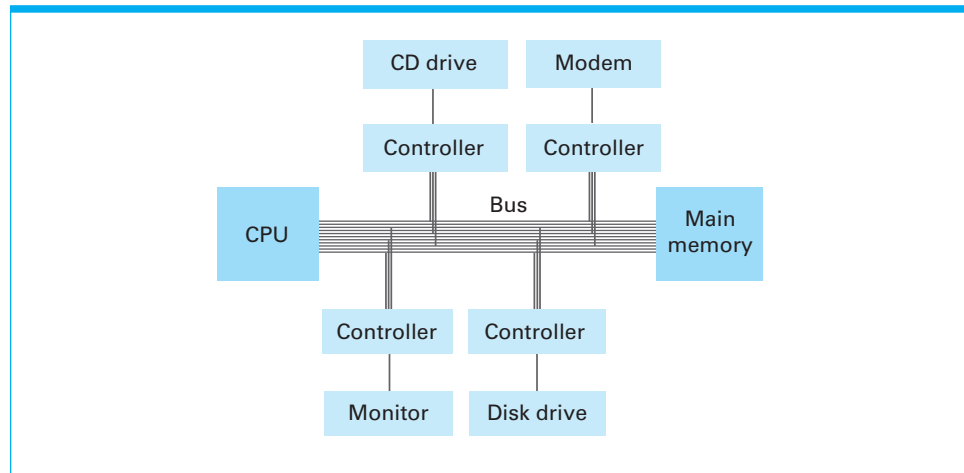 CD drive
Modem
Controller
Controller
Bus
CPU
Main
memory
Controller
Controller
Monitor
Disk drive